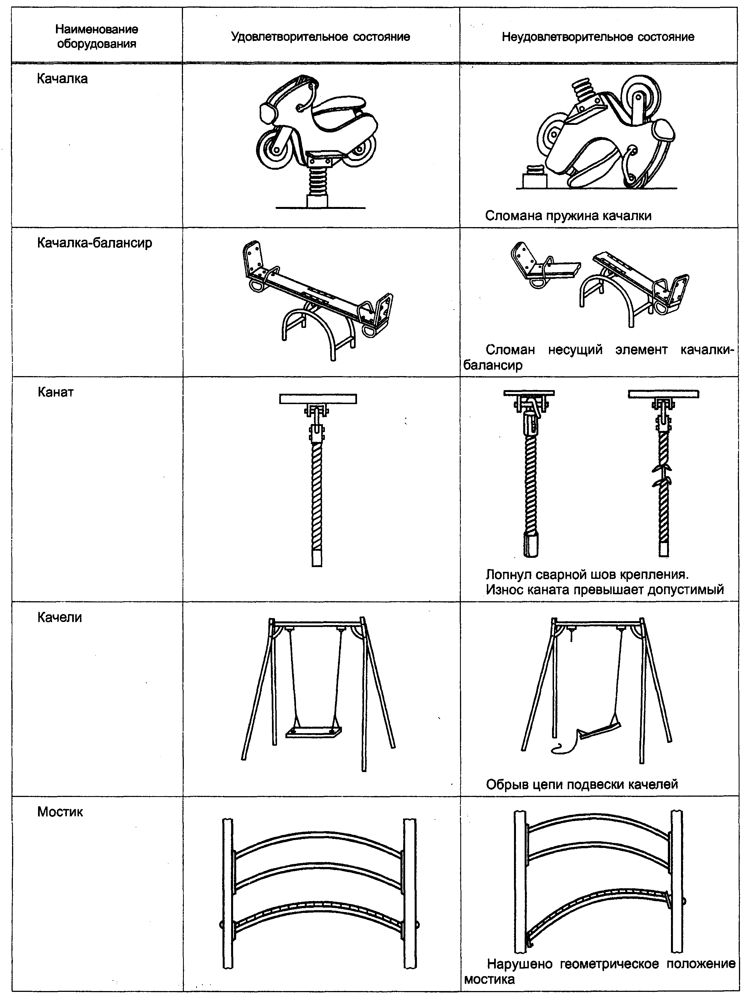 Наименование
оборудования
Удовлетворительное состояние
Неудовлетворительное состояние
Качалка
Сломана пружина качалки
Качалка-балансир
Сломан несущий элемент качалки-
балансир
Канат
Лопнул сварной шов крепления.
Износ каната превышает допустимый
Качели
Обрыв цепи подвески качелей
Мостик
Нарушено геометрическое положение
мостика